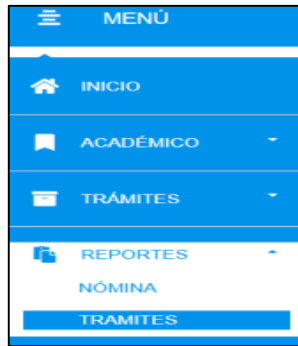 MENÚ
INICIO
ACADÉMICO
TRÁMITES
REPORTES
NÓMINA
TRAMITES